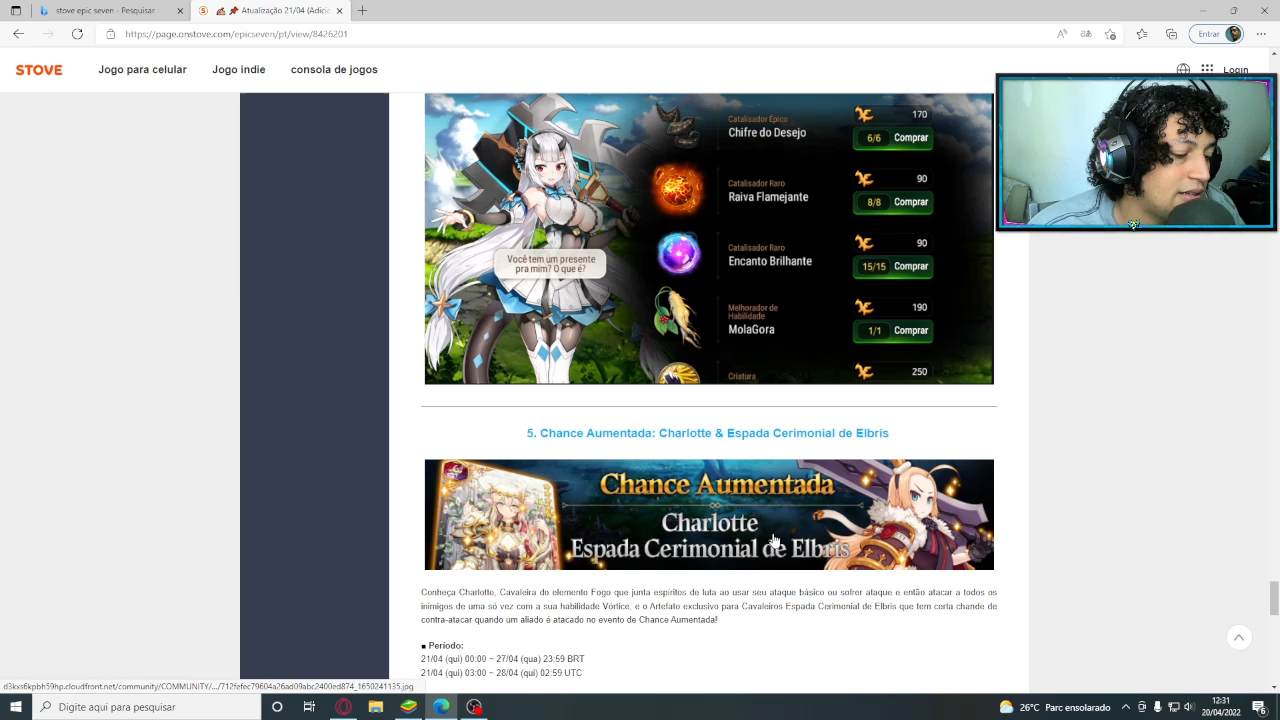 stove epic seven - Pesquisar
Atualização 21/04 (Adic
https://page.onstove.com/epicseven/pt/view/8426201
Entrar
STOVE
Jogo para celular
Jogo indie
consola de jogos
Login
Catalisador Épico
Chifre do Desejo
170
6/6 Comprar
Catalisador Raro
Raiva Flamejante
90
8/8 Comprar
Você tem um presente
pra mim? O que é?
Catalisador Raro
Encanto Brilhante
90
15/15 Comprar
Melhorador de
Habilidade
MolaGora
190
1/1 Comprar
Criatura
250
5. Chance Aumentada: Charlotte & Espada Cerimonial de Elbris
Chance Aumentada
Charlotte
Espada Cerimonial de Elbris
Conheça Charlotte, Cavaleira do elemento Fogo que junta espíritos de luta ao usar seu ataque básico ou sofrer ataque e então atacar a todos os
inimigos de uma só vez com a sua habilidade Vórtice, e o Artefato exclusivo para Cavaleiros Espada Cerimonial de Elbris que tem certa chande de
contra-atacar quando um aliado é atacado no evento de Chance Aumentada!
■ Período:
21/04 (qui) 00:00 ~ 27/04 (qua) 23:59 BRT
21/04 (qui) 03:00 ~ 28/04 (qui) 02:59 UTC
d3kxs6kpbh59hp.cloudfront.net/community/COMMUNITY/.../712fefec79604a26ad09abc2400ed874_1650241135.jpg
Digite aqui para pesquisar
26°C Parc ensolarado
12:31
20/04/2022
6